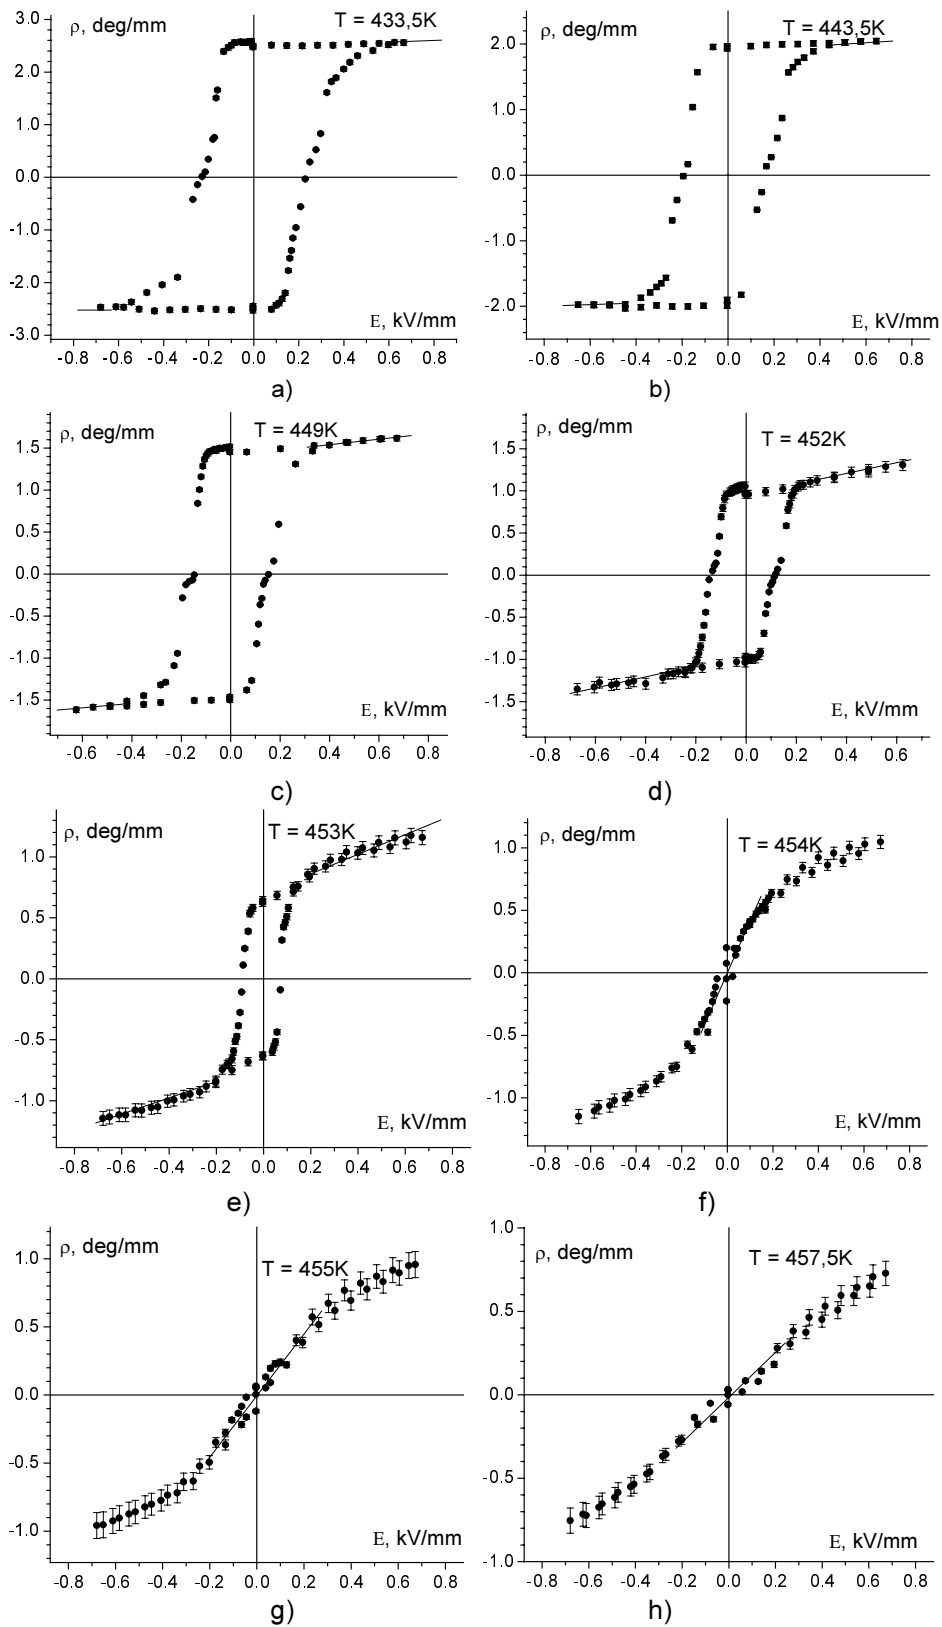 ρ, deg/mm
T = 433,5K
3.0
2.0
1.0
0.0
-1.0
-2.0
-3.0
E, kV/mm
-0.8 -0.6 -0.4 -0.2 0.0 0.2 0.4 0.6 0.8
a)
ρ, deg/mm
T = 443,5K
2.0
1.0
0.0
-1.0
-2.0
E, kV/mm
-0.6 -0.4 -0.2 0.0 0.2 0.4 0.6 0.8
b)
ρ, deg/mm
T = 449K
1.5
1.0
0.5
0.0
-0.5
-1.0
-1.5
E, kV/mm
-0.6 -0.4 -0.2 0.0 0.2 0.4 0.6 0.8
c)
ρ, deg/mm
T = 452K
1.5
1.0
0.5
0.0
-0.5
-1.0
-1.5
E, kV/mm
-0.8 -0.6 -0.4 -0.2 0.0 0.2 0.4 0.6
d)
ρ, deg/mm
T = 453K
1.0
0.5
0.0
-0.5
-1.0
E, kV/mm
-0.8 -0.6 -0.4 -0.2 0.0 0.2 0.4 0.6 0.8
e)
ρ, deg/mm
T = 454K
1.0
0.5
0.0
-0.5
-1.0
E, kV/mm
-0.8 -0.6 -0.4 -0.2 0.0 0.2 0.4 0.6 0.8
f)
ρ, deg/mm
T = 455K
1.0
0.5
0.0
-0.5
-1.0
E, kV/mm
-0.8 -0.6 -0.4 -0.2 0.0 0.2 0.4 0.6 0.8
g)
ρ, deg/mm
T = 457,5K
1.0
0.5
0.0
-0.5
-1.0
E, kV/mm
-0.8 -0.6 -0.4 -0.2 0.0 0.2 0.4 0.6 0.8
h)